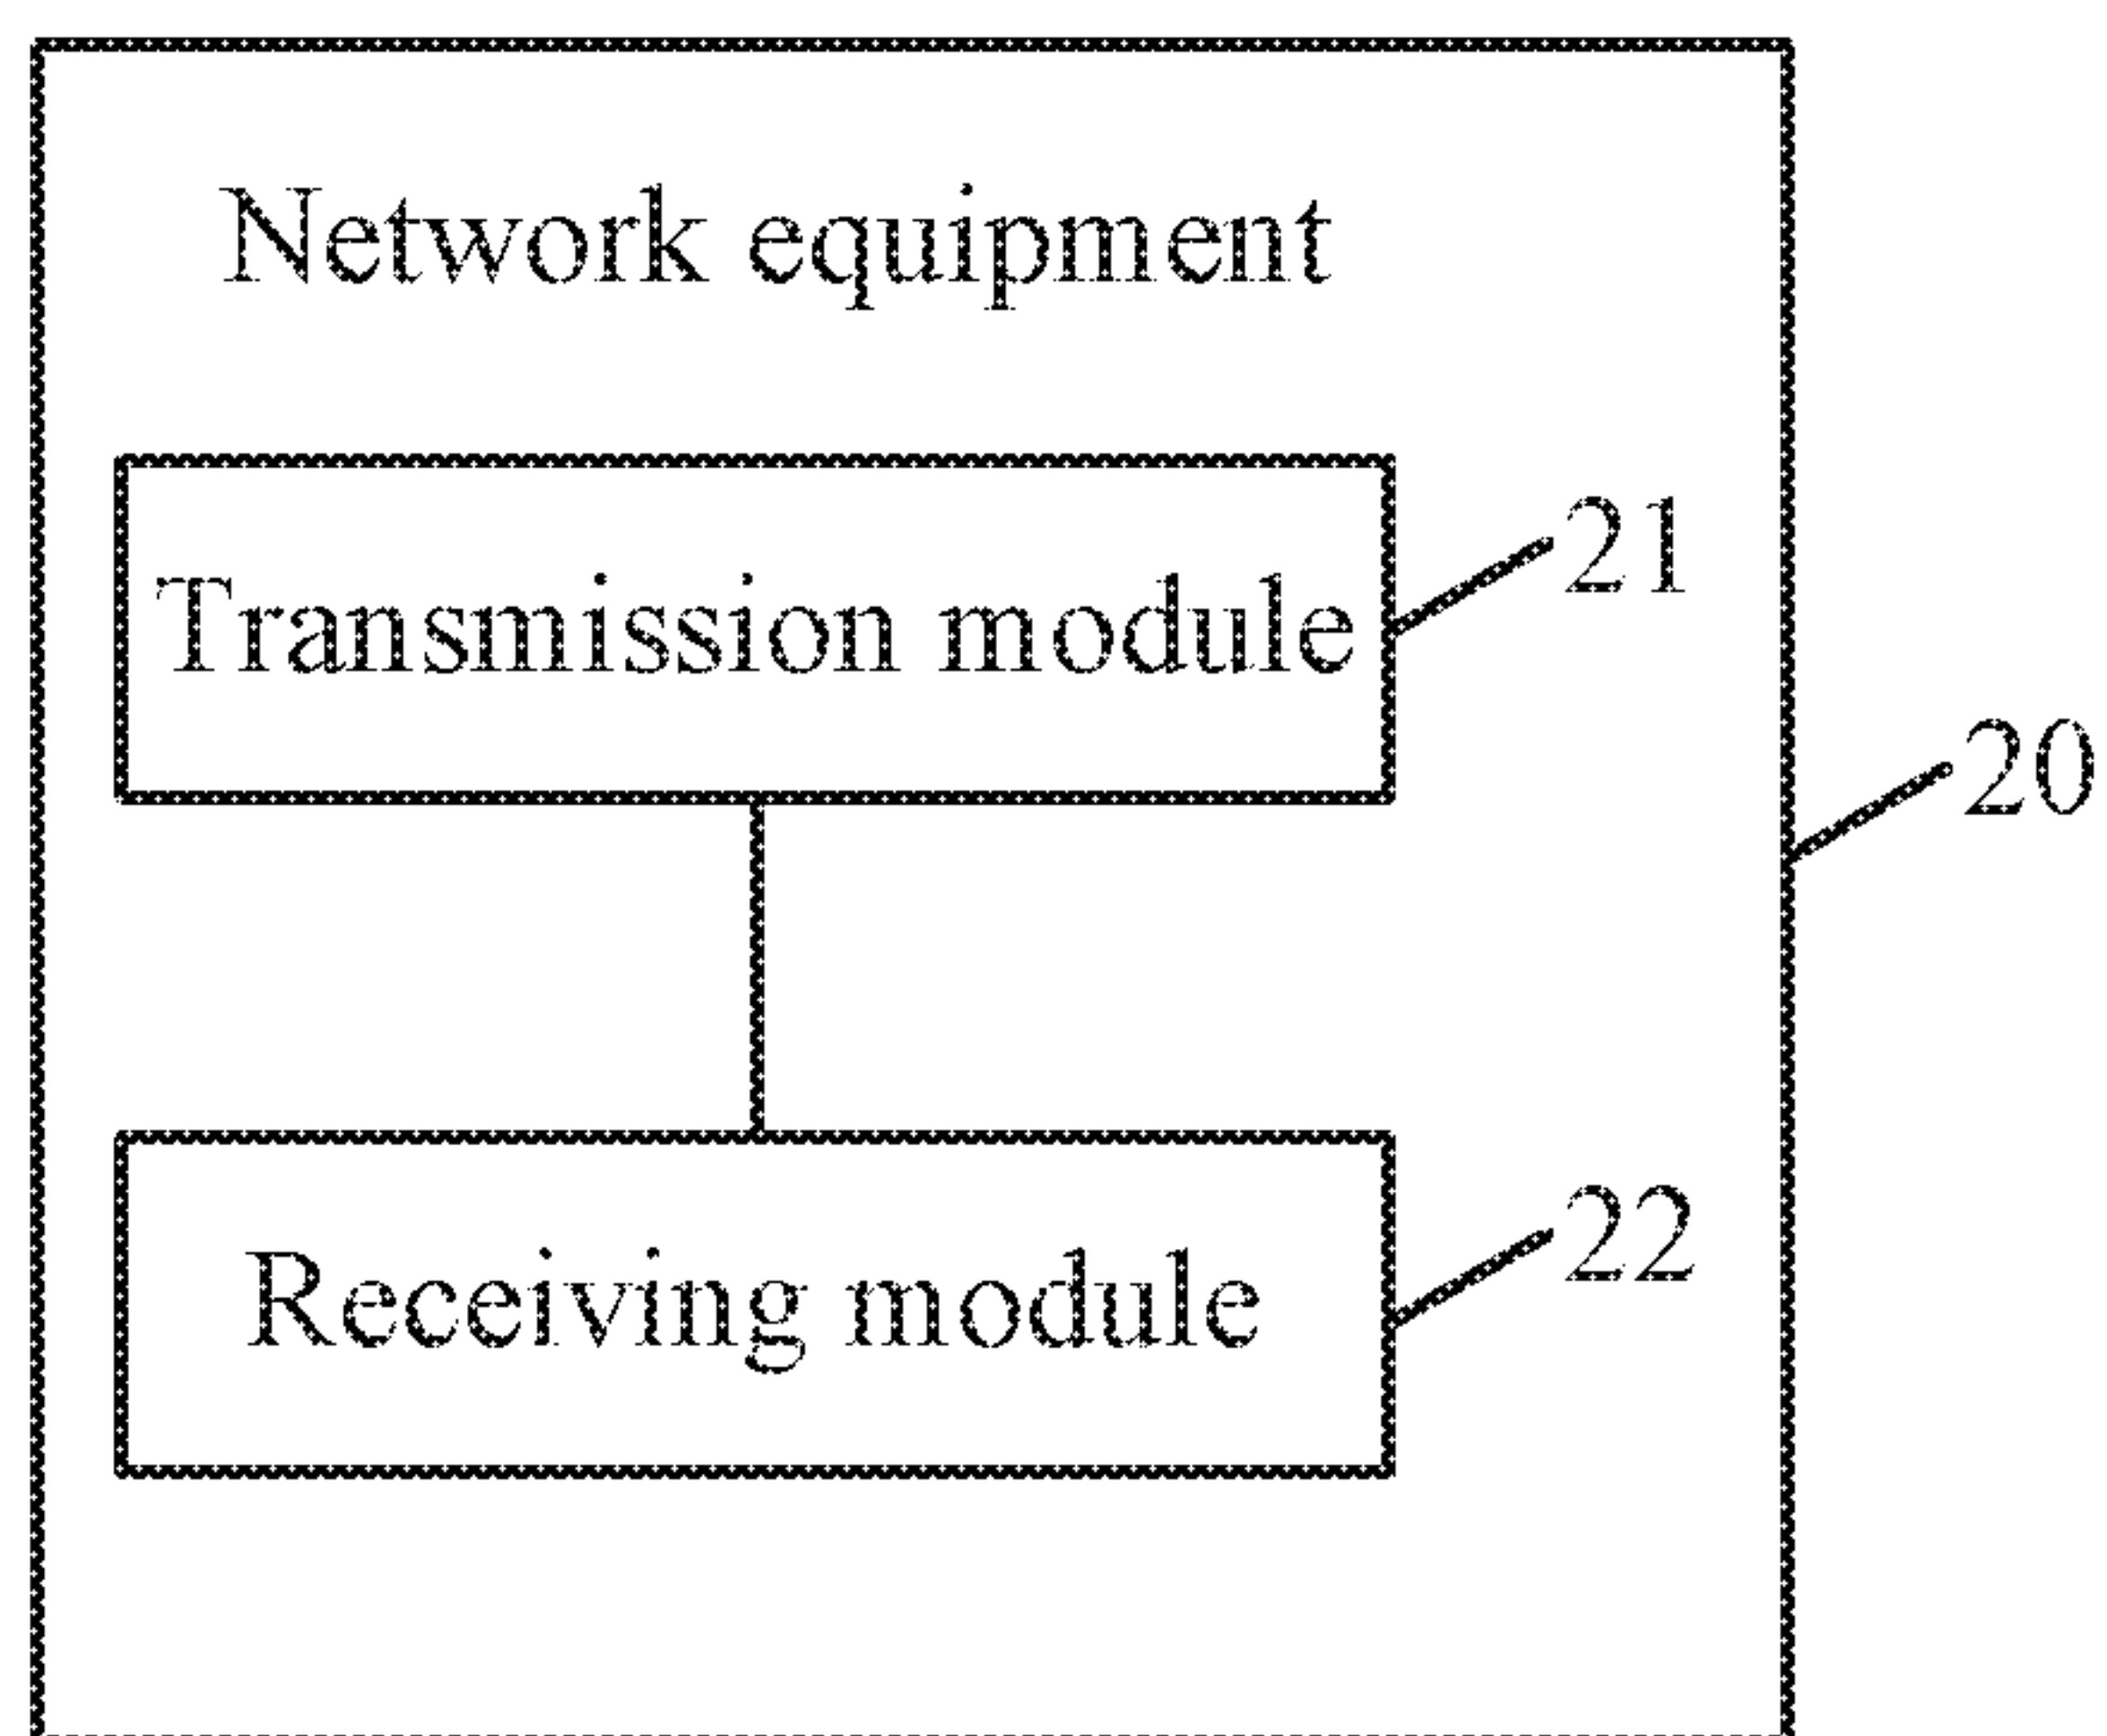 Network equipment
21
Transmission module
20
22
Receiving module